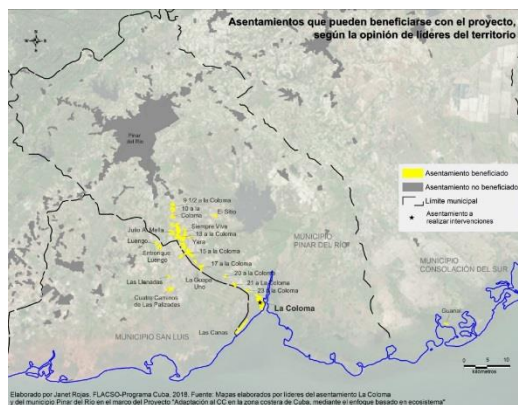 Asentamientos que pueden beneficiarse con el proyecto,
según la opinión de líderes del territorio
Pinar
del Río
9 1/2 a la Coloma
10 a la
Coloma
El Sibu
Siempre Viva
13 a la Coloma
Julio A. Mella
Yara
Luengo
15 a la Coloma
Entronque
Luengo
17 a la Coloma
La Guapa
Uno
20 a la Coloma
Las Llanadas
21 a La Coloma
23 a la Coloma
Cuatro Caminos
de Las Palizadas
La Coloma
Las Canas
MUNICIPIO
PINAR DEL RÍO
MUNICIPIO
CONSOLACIÓN DEL SUR
MUNICIPIO SAN LUIS
Asentamiento beneficiado
Asentamiento no beneficiado
Límite municipal
Asentamiento a
realizar intervenciones
0 5 10
kilómetros
Elaborado por Janet Rojas. FLACSO-Programa Cuba, 2018. Fuente: Mapas elaborados por líderes del asentamiento La Coloma
y del municipio Pinar del Río en el marco del Proyecto "Adaptación al CC en la zona costera de Cuba, mediante el enfoque basado en ecosistema"